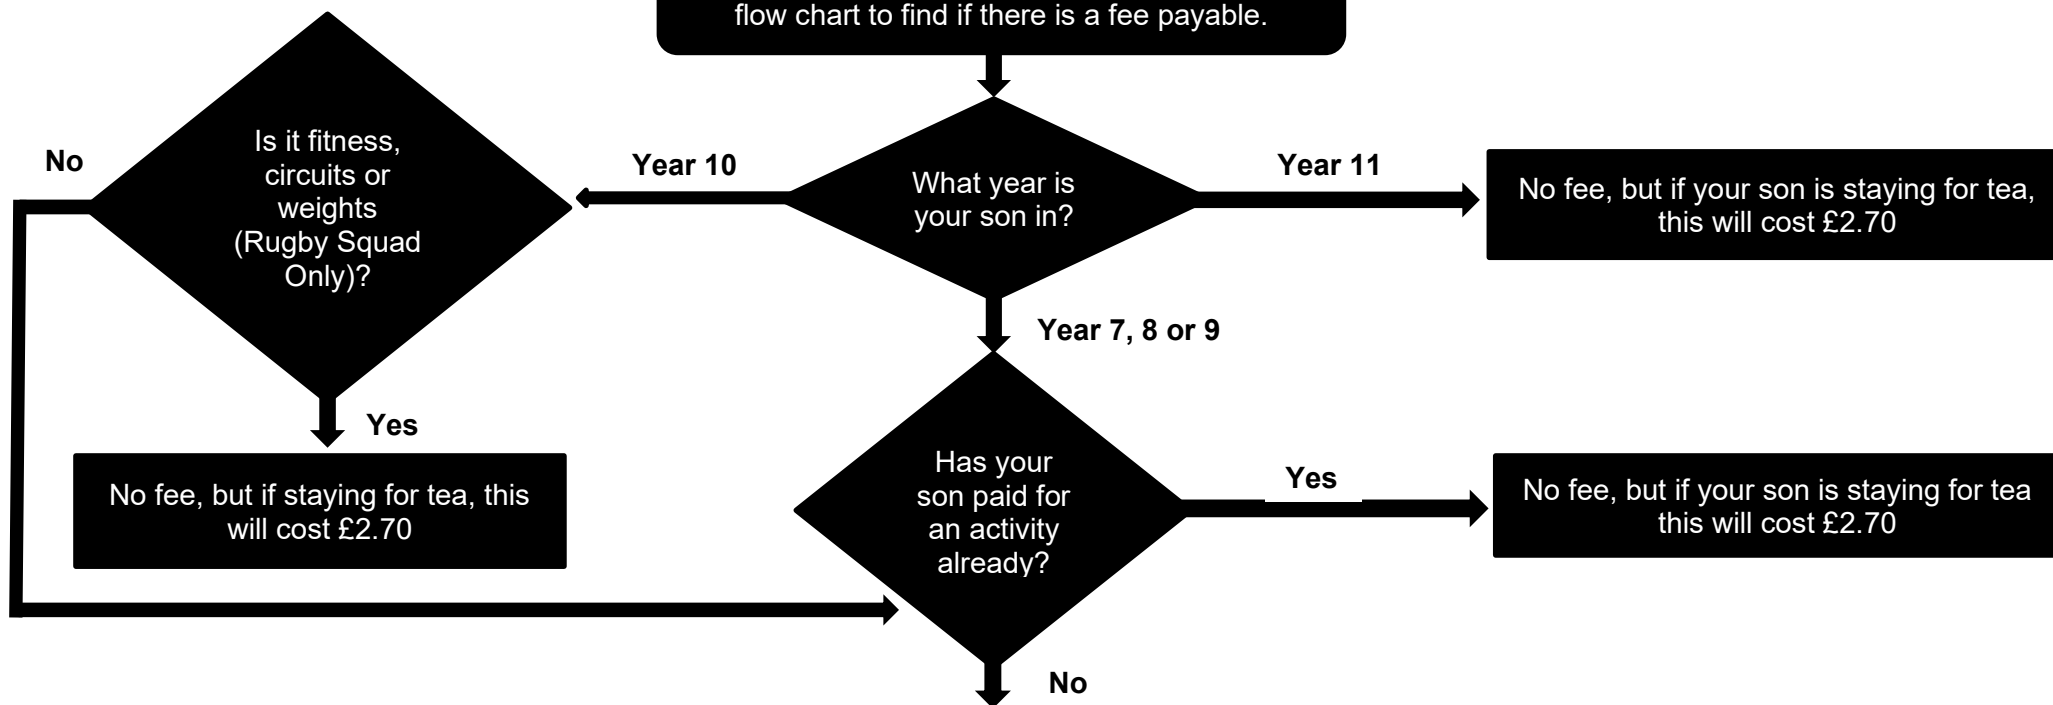 flow chart to find if there is a fee payable.
What year is
your son in?
Year 10
Year 11
Year 7, 8 or 9
Is it fitness,
circuits or
weights
(Rugby Squad
Only)?
No
Yes
No fee, but if staying for tea, this
will cost £2.70
No fee, but if your son is staying for tea,
this will cost £2.70
Has your
son paid for
an activity
already?
Yes
No fee, but if your son is staying for tea
this will cost £2.70
No